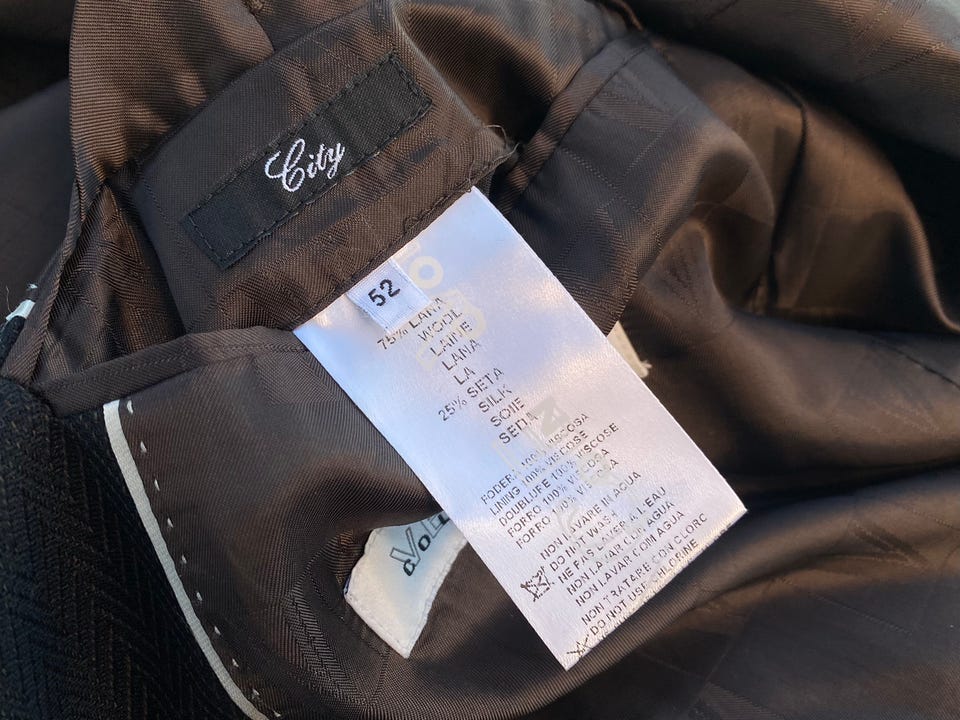 City
52
75% LANA
WOOL
LAINE
LANA
LA
25% SETA
SILK
SOIE
SEDA
FODERA 100% VISCOSA
LINING 100% VISCOSE
DOUBLURE 100% VISCOSE
FORRO 100% VISCOSA
FORRO 100% VISCOSA
NON LAVARE IN ACQUA
DO NOT WASH
NE PAS LAVER A L EAU
NON LAVAR CON AGUA
NON LAVAR COM AGUA
NON TRATARE CON CLORO
DO NOT USE CHLORINE